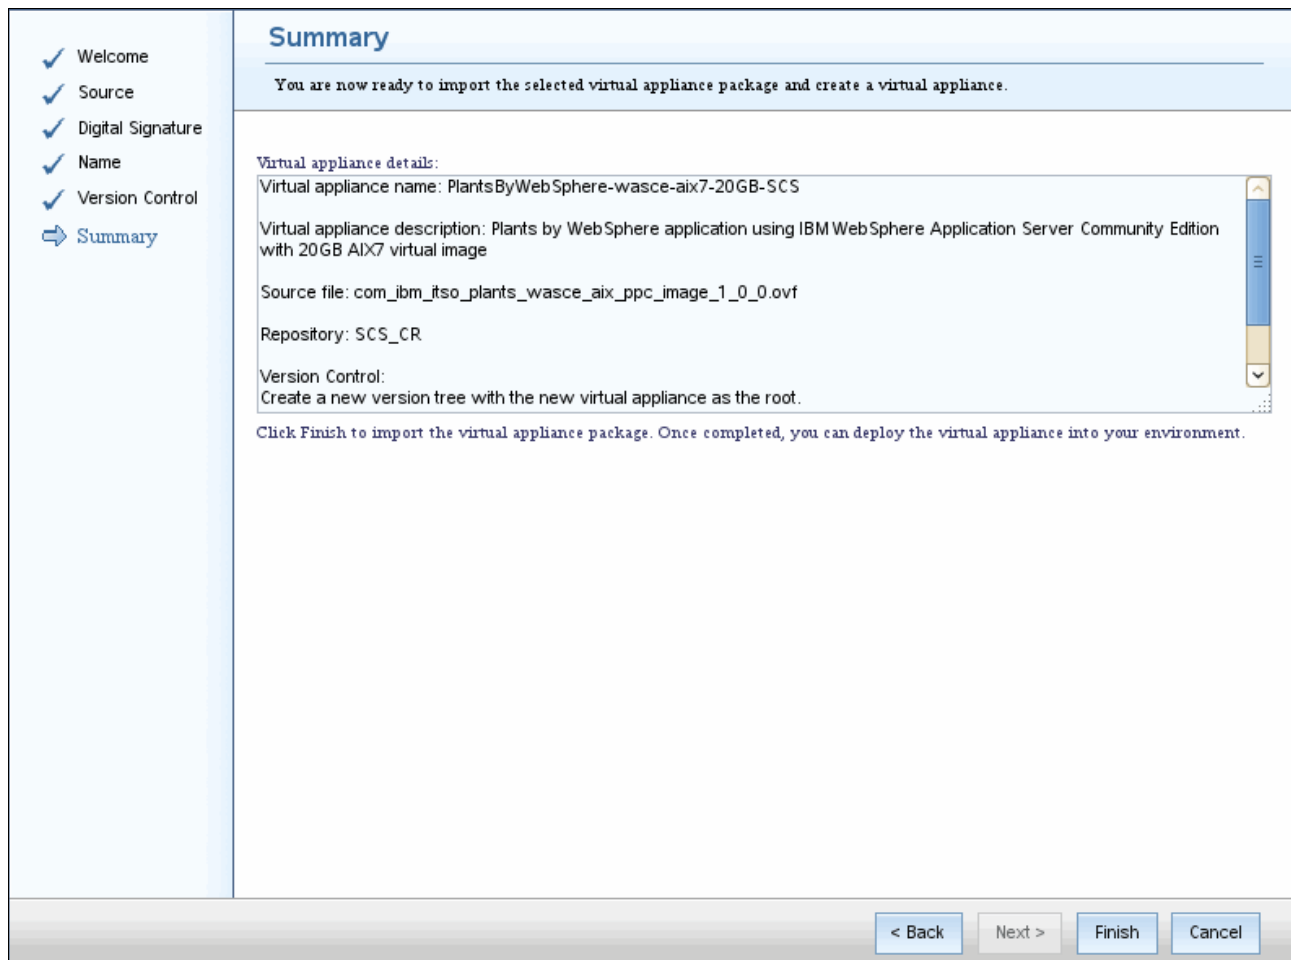 Welcome
Source
Digital Signature
Name
Version Control
Summary
Summary
You are now ready to import the selected virtual appliance package and create a virtual appliance.
Virtual appliance details:
Virtual appliance name: PlantsByWebSphere-wasce-aix7-20GB-SCS
Virtual appliance description: Plants by WebSphere application using IBM WebSphere Application Server Community Edition
with 20GB AIX7 virtual image
Source file: com_ibm_itso_plants_wasce_aix_ppc_image_1_0_0.ovf
Repository: SCS_CR
Version Control:
Create a new version tree with the new virtual appliance as the root.
Click Finish to import the virtual appliance package. Once completed, you can deploy the virtual appliance into your environment.
< Back
Next >
Finish
Cancel